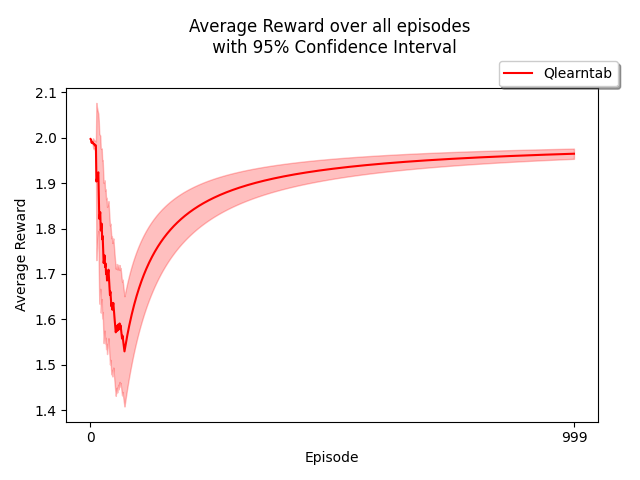 Average Reward over all episodes
with 95% Confidence Interval
Qlearntab
2.1
2.0
1.9
1.8
1.7
1.6
1.5
1.4
Average Reward
0
999
Episode